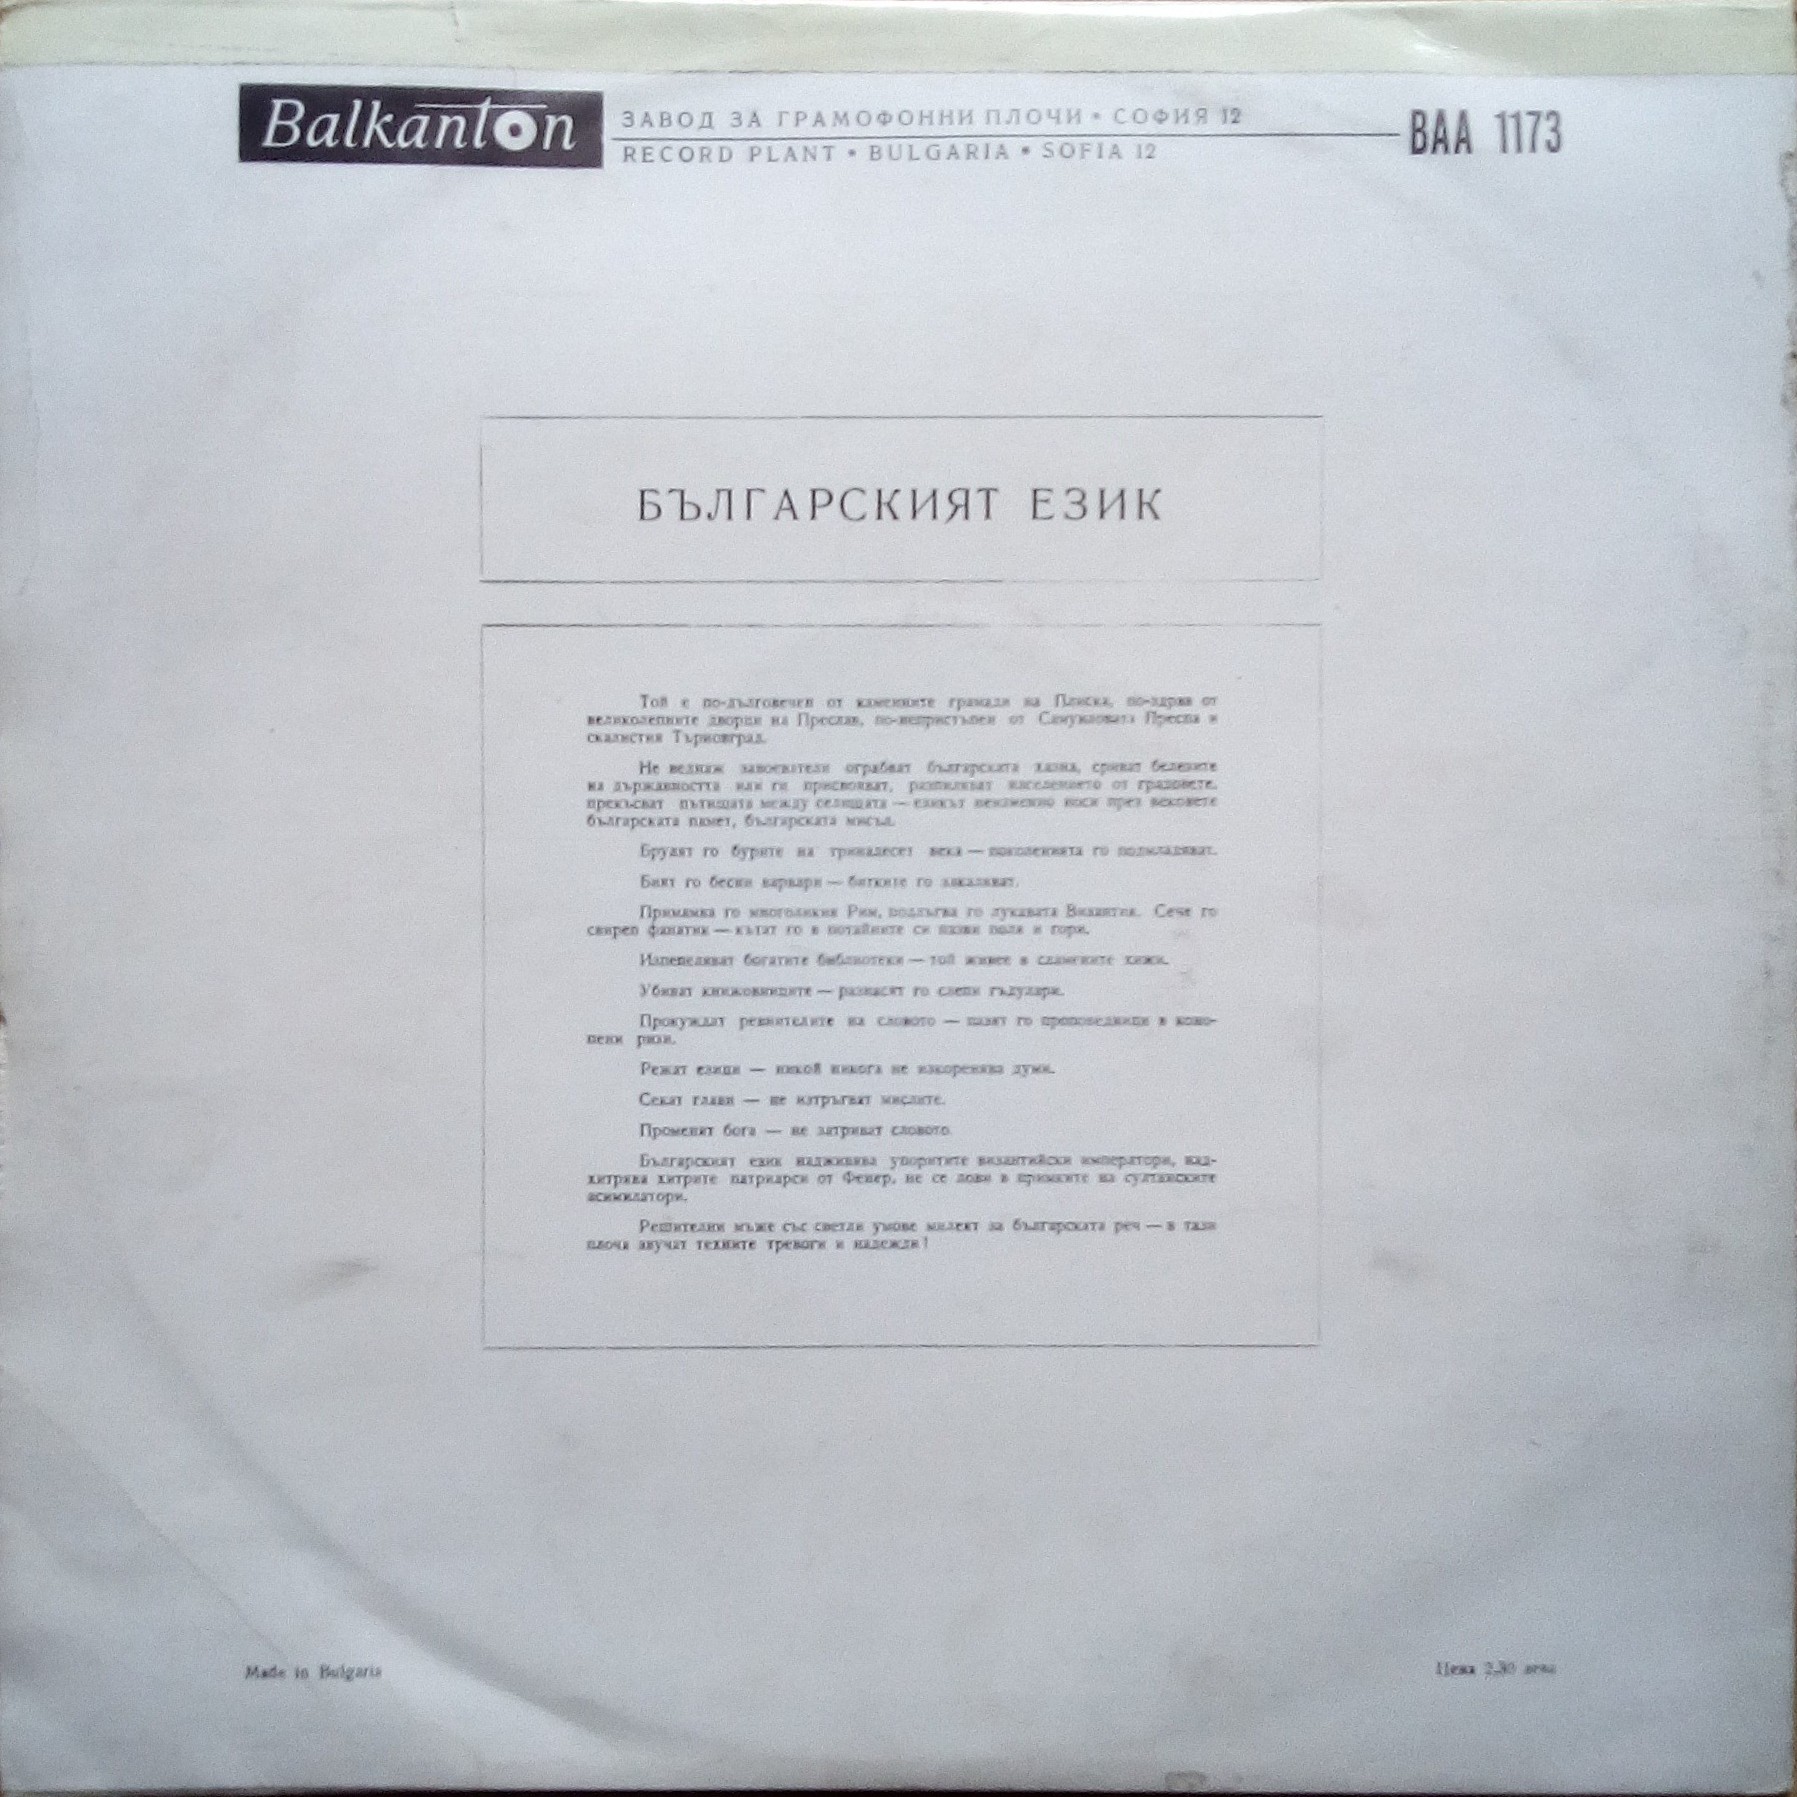 Balkanton
ЗАВОД ЗА ГРАМОФОННИ ПЛОЧИ • СОФИЯ 12
RECORD PLANT • BULGARIA • SOFIA 12
ВАА 1173
БЪЛГАРСКИЯТ ЕЗИК
Той е по-дълговечен от каменните грамади на Плиска, по-здрав от
великолепните дворци на Преслав, по-непристъпен от Самуиловата Преспа и
скалистия Търновград.
Не веднаж завоеватели ограбват българската хазна, сриват белезите
на държавността или ги присвояват, разпиляват населението от градовете,
прекъсват пътищата между селищата — езикът неизменно носи през вековете
българската памет, българската мисъл.
Брулят го бурите на тринадесет века — поколенията го подмладяват.
Бият го бесни варвари — битките го закаляват.
Примамва го многоликия Рим, подлъгва го лукавата Византия. Сече го
свиреп фанатик — кътат го в потайните си пазви поля и гори.
Изпепеляват богатите библиотеки — той живее в сламените хижи.
Убиват книжовниците — разнасят го слепи гъдулари.
Прокуждат ревнителите на словото — пазят го проповедници в коно-
пени ризи.
Режат езици — никой никога не изкоренява думи.
Секат глави — не изтръгват мислите.
Променят бога — не затриват словото.
Българският език надживява упоритите византийски императори, над-
хитрява хитрите патриарси от Фенер, не се лови в примките на султанските
асимилатори.
Решителни мъже със светли умове милеят за българската реч — в тази
плоча звучат техните тревоги и надежди!
Made in Bulgaria
Цена 2,30 лева